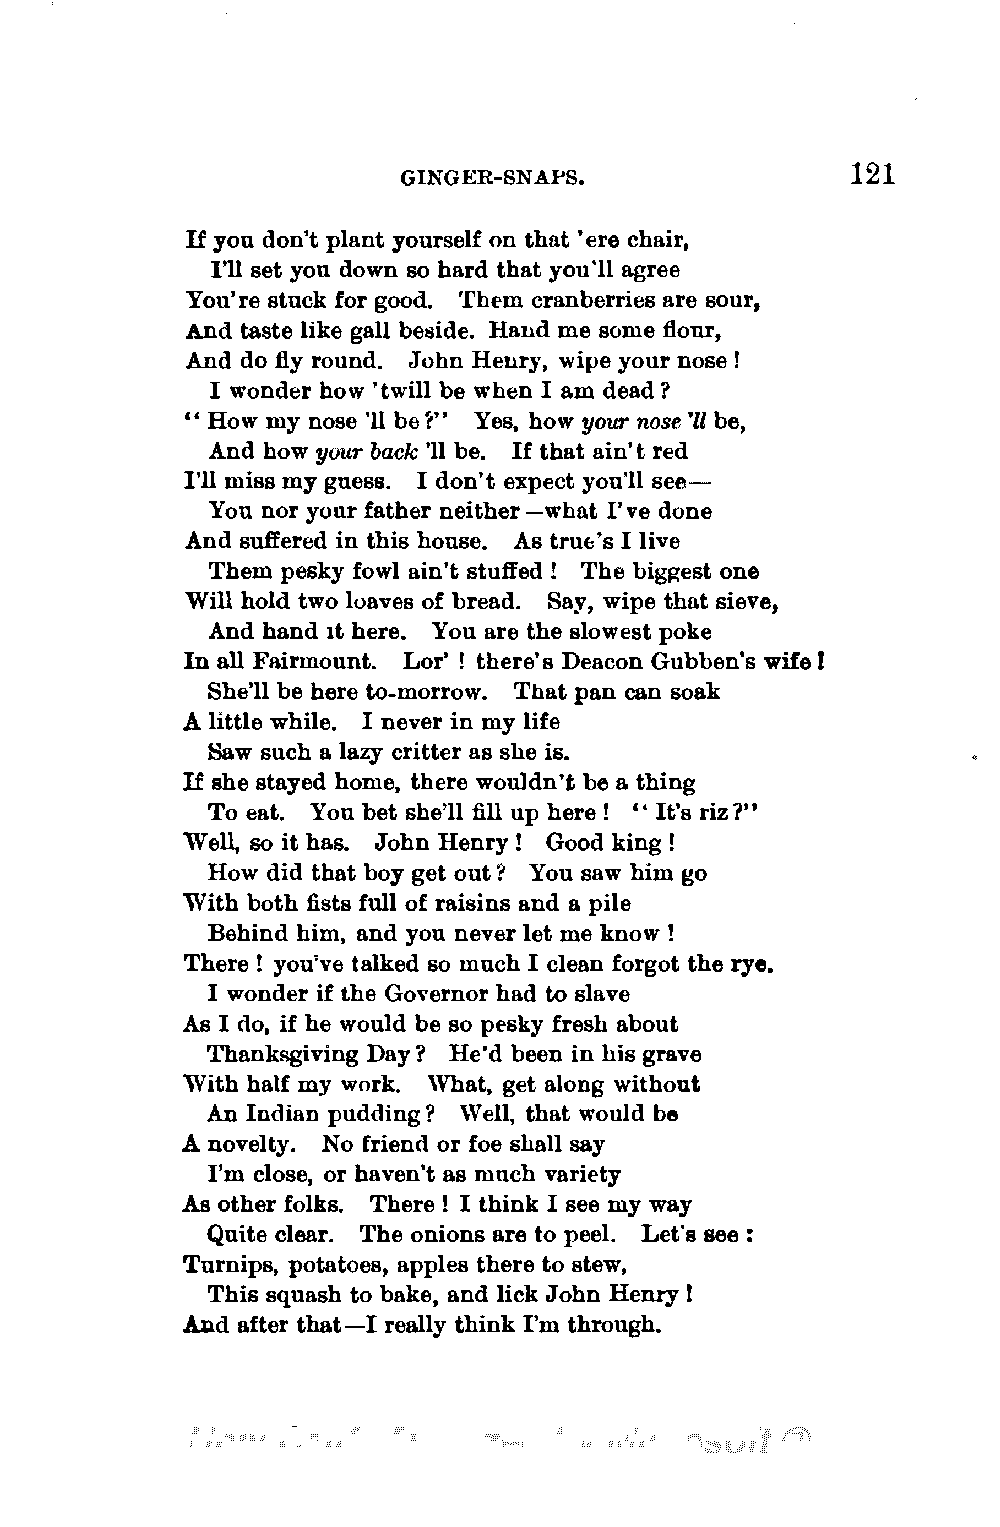 GINGER-SNAPS. 121
If you don't plant yourself on that 'ere chair,
I'll set you down so hard that you'll agree
You're stuck for good. Them cranberries are sour,
And taste like gall beside. Hand me some flour,
And do fly round. John Henry, wipe your nose!
I wonder how 'twill be when I am dead?
"How my nose 'll be?" Yes, how your nose 'll be,
And how your back 'll be. If that ain't red
I'll miss my guess. I don't expect you'll see—
You nor your father neither—what I've done
And suffered in this house. As true's I live
Them pesky fowl ain't stuffed! The biggest one
Will hold two loaves of bread. Say, wipe that sieve,
And hand it here. You are the slowest poke
In all Fairmount. Lor'! there's Deacon Gubben's wife!
She'll be here to-morrow. That pan can soak
A little while. I never in my life
Saw such a lazy critter as she is.
If she stayed home, there wouldn't be a thing
To eat. You bet she'll fill up here! "It's riz?"
Well, so it has. John Henry! Good king!
How did that boy get out? You saw him go
With both fists full of raisins and a pile
Behind him, and you never let me know!
There! you've talked so much I clean forgot the rye.
I wonder if the Governor had to slave
As I do, if he would be so pesky fresh about
Thanksgiving Day? He'd been in his grave
With half my work. What, get along without
An Indian pudding? Well, that would be
A novelty. No friend or foe shall say
I'm close, or haven't as much variety
As other folks. There! I think I see my way
Quite clear. The onions are to peel. Let's see:
Turnips, potatoes, apples there to stew,
This squash to bake, and lick John Henry!
And after that—I really think I'm through.